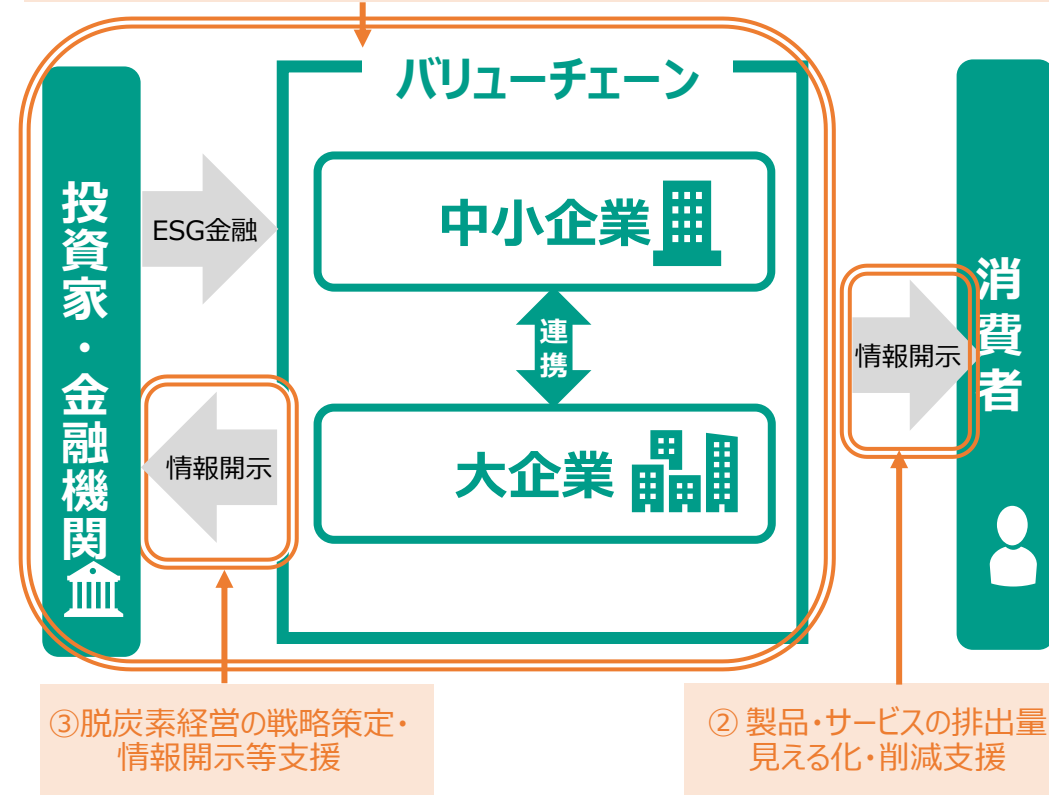 バリューチェーン
投資家・金融機関
ESG金融
中小企業
連携
大企業
情報開示
情報開示
消費者
③脱炭素経営の戦略策定・
情報開示等支援
② 製品・サービスの排出量
見える化・削減支援